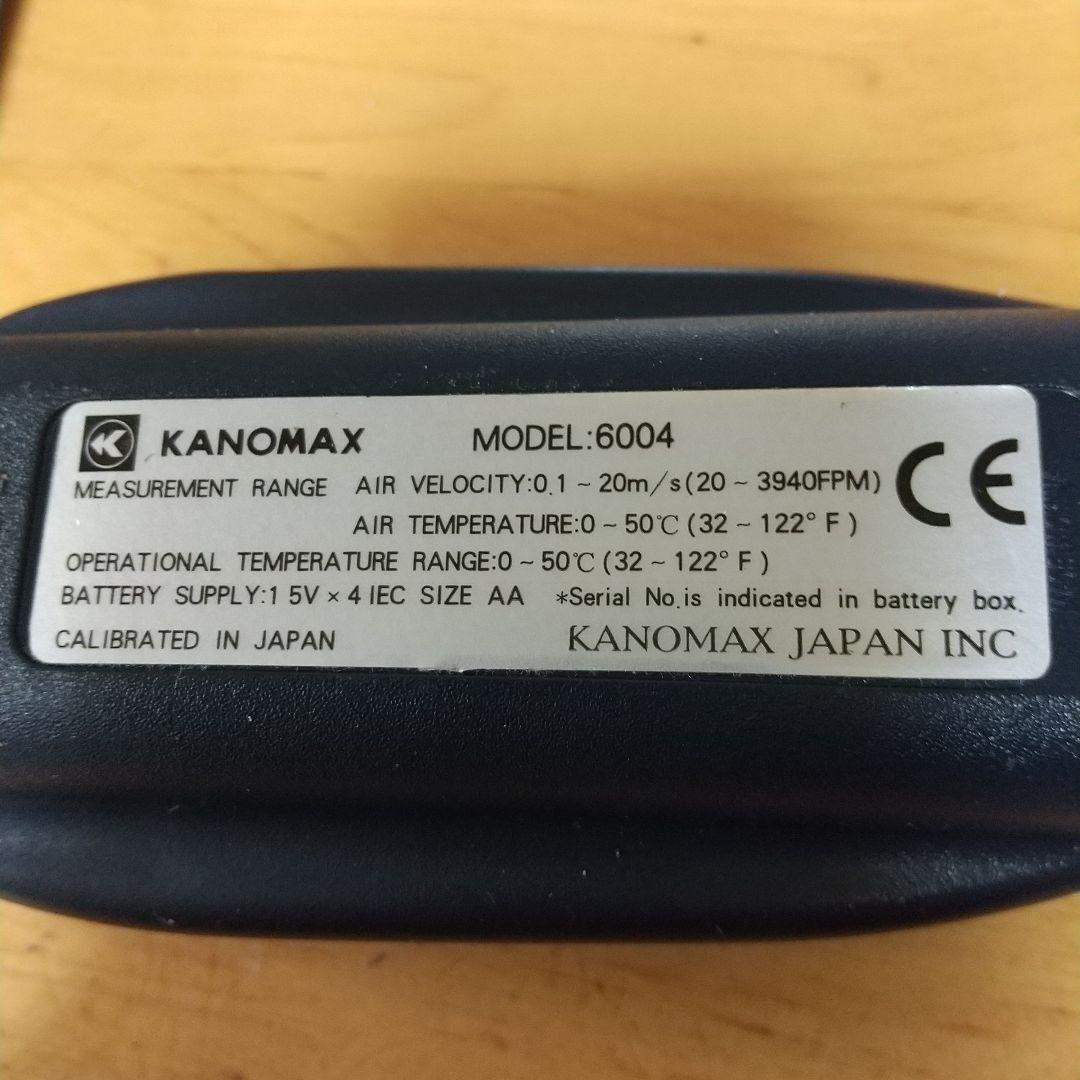 K KANOMAX MODEL:6004
MEASUREMENT RANGE AIR VELOCITY:0.1 ~ 20m/s(20 ~ 3940FPM) CE
AIR TEMPERATURE:0 ~ 50℃ (32 ~ 122° F )
OPERATIONAL TEMPERATURE RANGE:0 ~ 50℃ (32 ~ 122° F )
BATTERY SUPPLY:1 5V × 4 IEC SIZE AA *Serial No.is indicated in battery box.
CALIBRATED IN JAPAN KANOMAX JAPAN INC